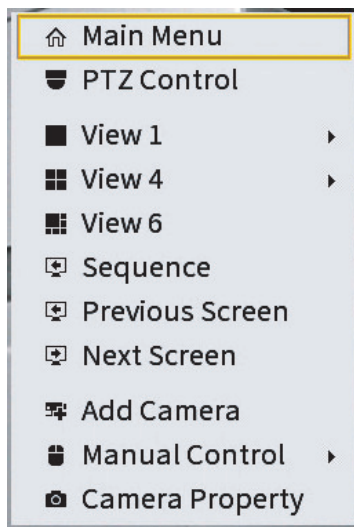 Main Menu
PTZ Control
View 1
View 4
View 6
Sequence
Previous Screen
Next Screen
Add Camera
Manual Control
Camera Property